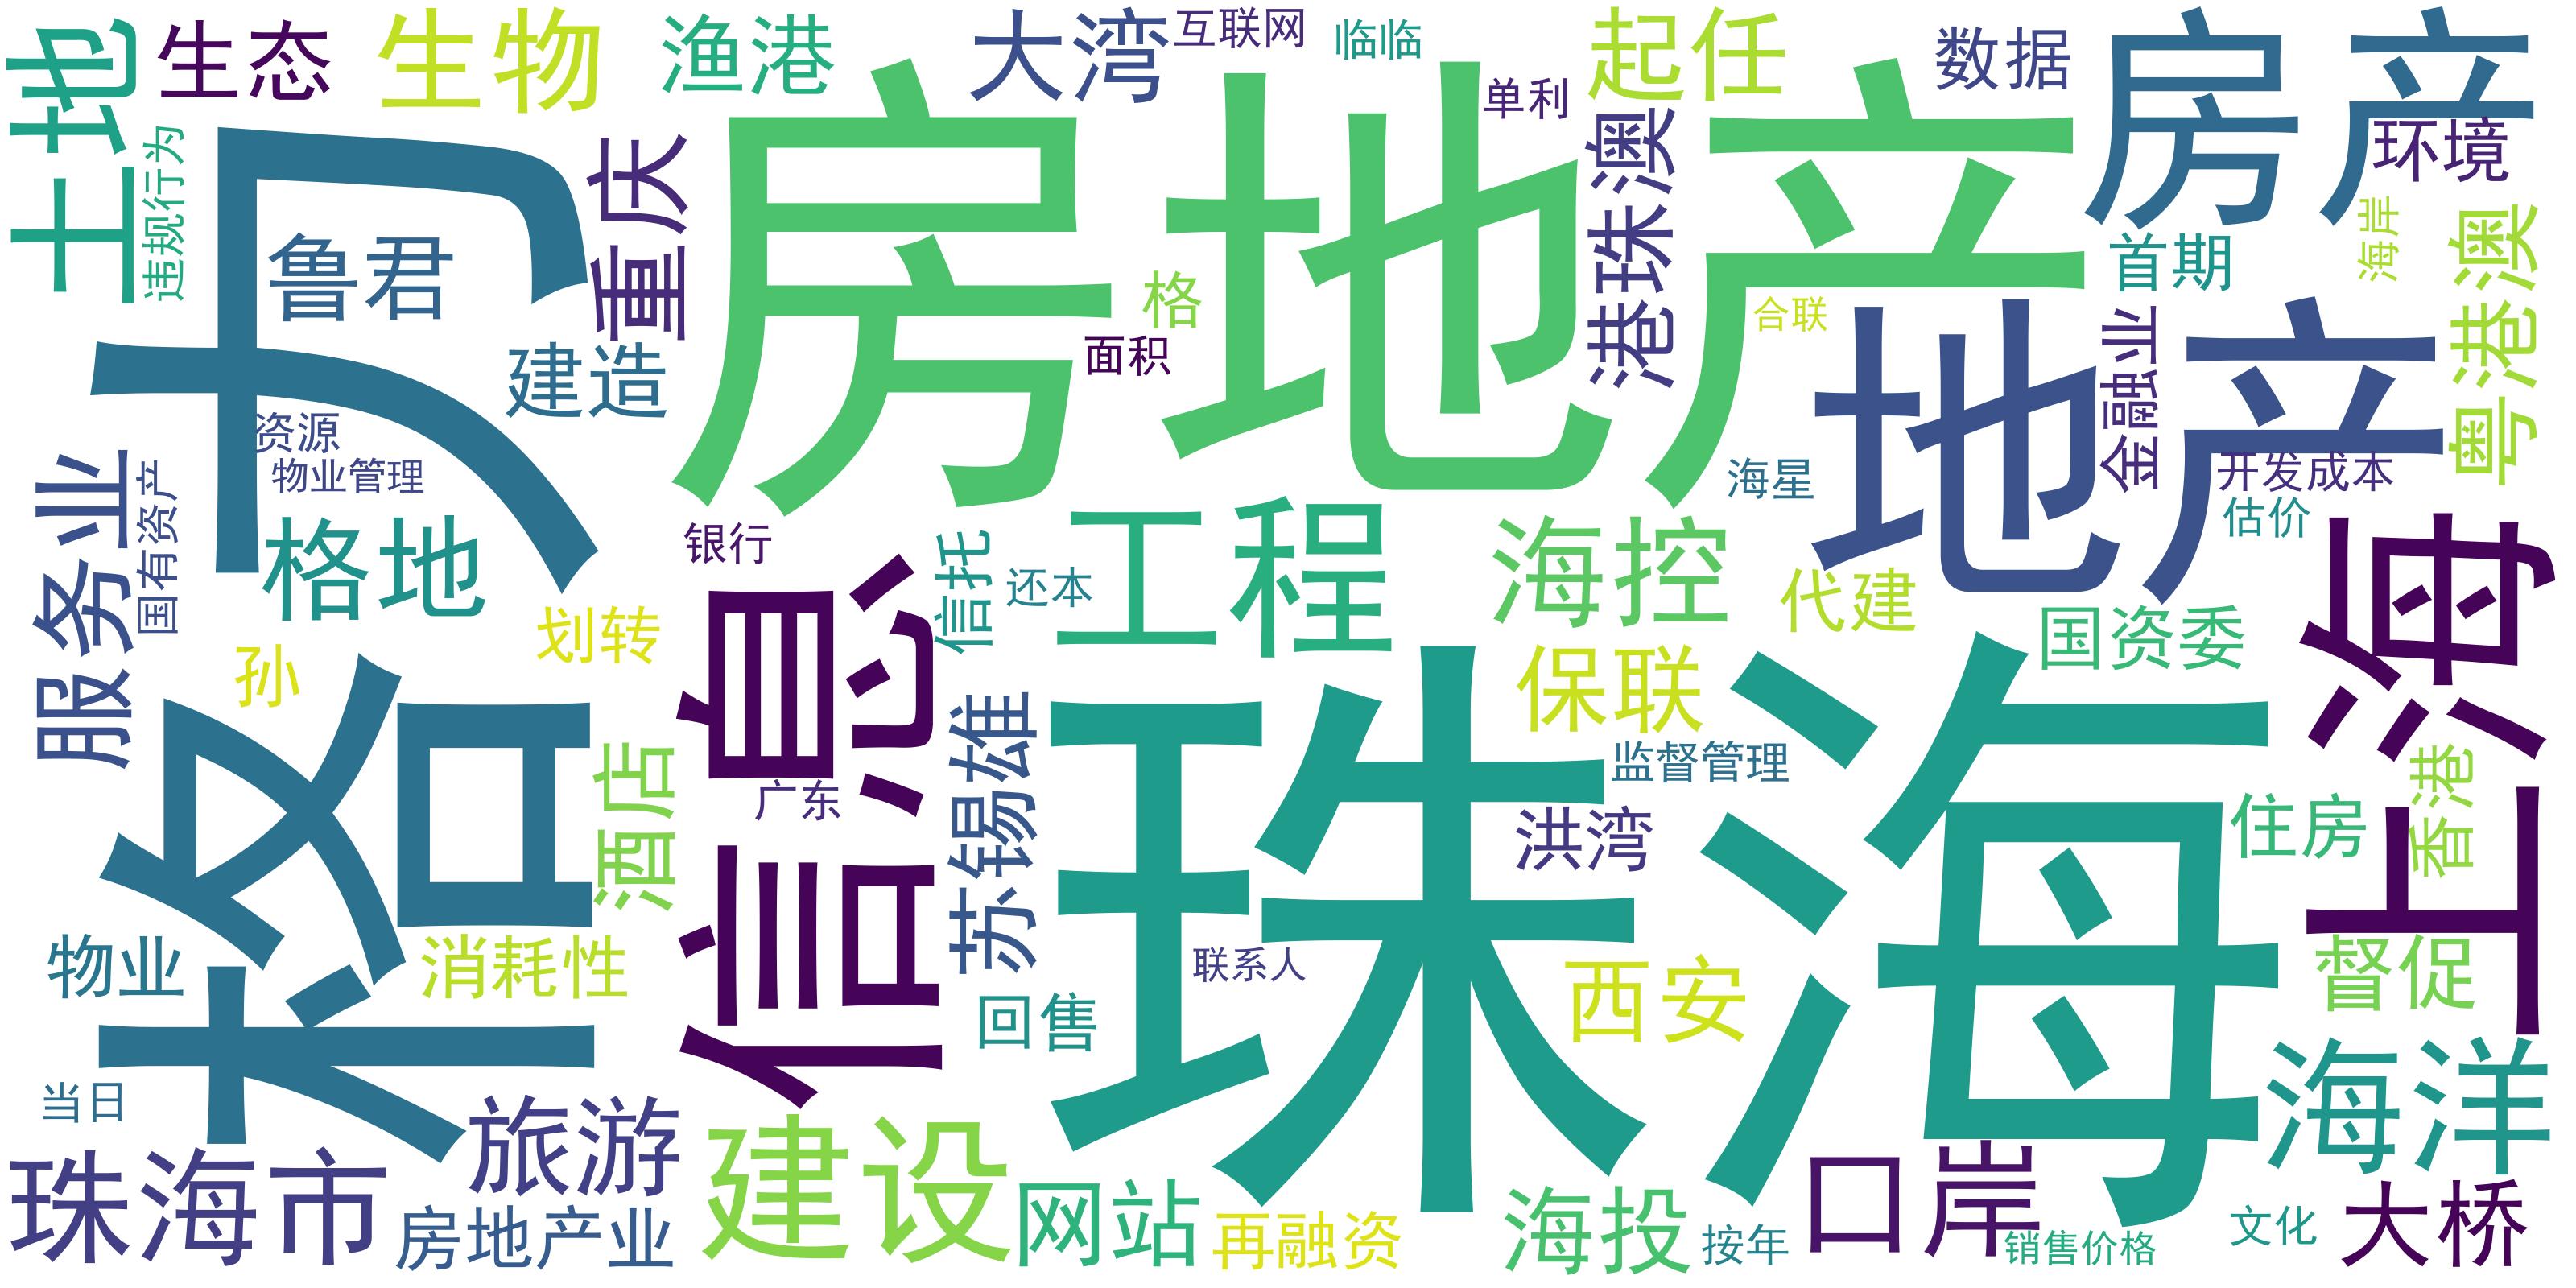 土地
生态
生物
渔港
大湾
互联网
临临
起任
数据
房产
违规行为
格力
鲁君
重庆
房地产
单利
港珠澳
环境
海岸
粤港澳
首期
建造
格
面积
合联
地产
金融业
资源
物业管理
服务业
国有资产
格地
银行
信托
还本
工程
海控
海星
开发成本
估价
上海
划转
孙
信息
代建
国资委
保联
珠海
酒店
广东
苏锡雄
监督管理
洪湾
住房
香港
物业
消耗性
联系人
回售
西安
督促
海洋
当日
旅游
珠海市
房地产业
建设
网站
再融资
海投
按年
口岸
销售价格
文化
大桥